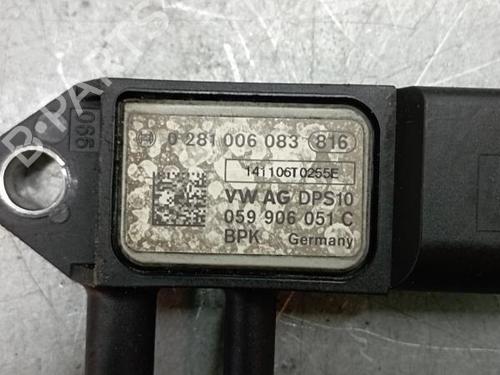 B-PARTS
0 281 006 083 816
141106T0255E
VW AG DPS10
059 906 051 C
BPK Germany